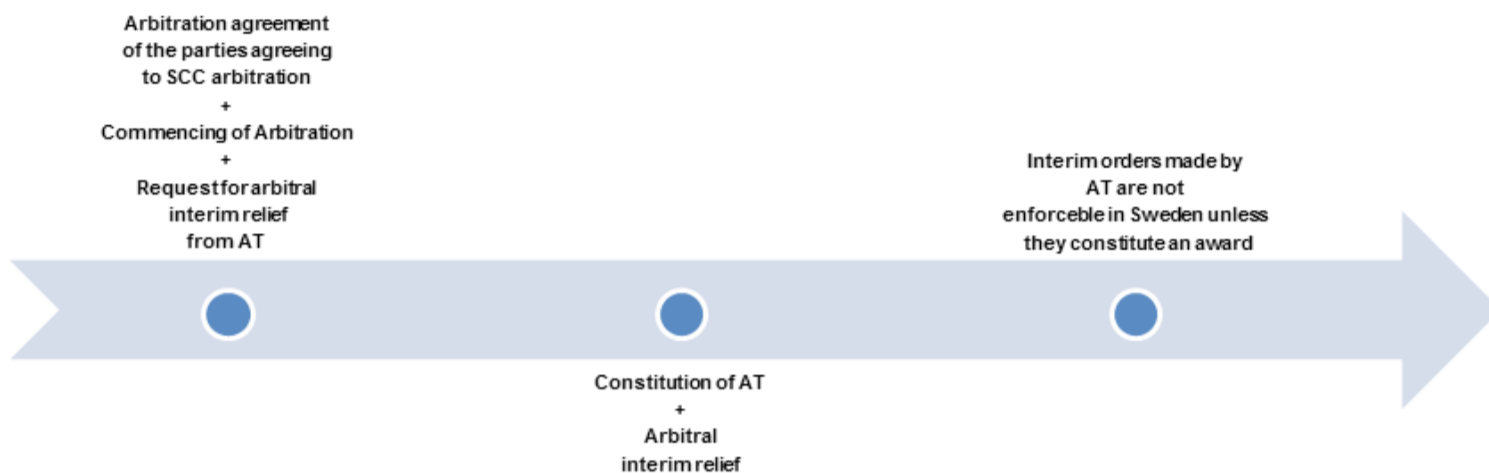 Arbitration agreement
of the parties agreeing
to SCC arbitration
+
Commencing of Arbitration
+
Request for arbitral
interim relief
from AT
Constitution of AT
+
Arbitral
interim relief
Interim orders made by
AT are not
enforceble in Sweden unless
they constitute an award